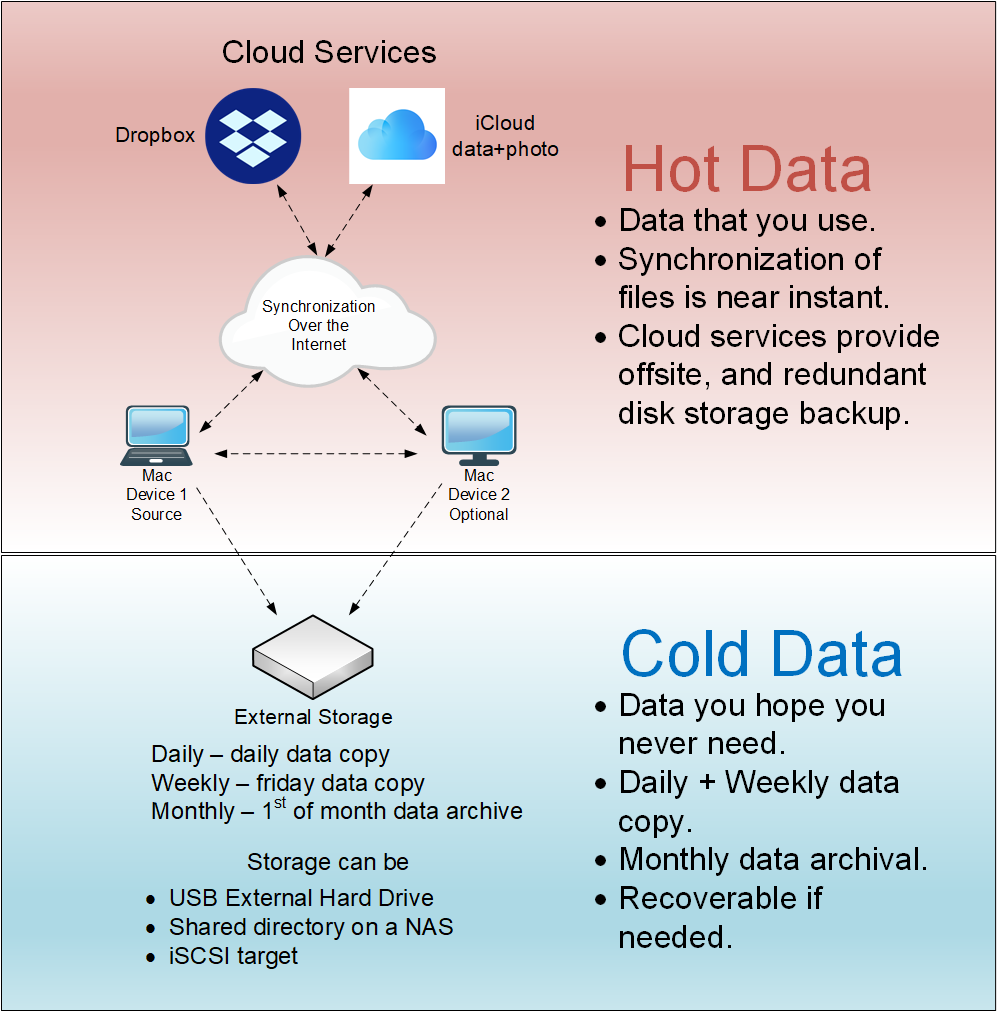 Cloud Services
Dropbox
iCloud
data+photo
Hot Data
• Data that you use.
• Synchronization of
files is near instant.
• Cloud services provide
offsite, and redundant
disk storage backup.
Synchronization
Over the
Internet
Mac
Device 1
Source
Mac
Device 2
Optional
External Storage
Daily – daily data copy
Weekly – friday data copy
Monthly – 1st of month data archive
Storage can be
• USB External Hard Drive
• Shared directory on a NAS
• iSCSI target
Cold Data
• Data you hope you
never need.
• Daily + Weekly data
copy.
• Monthly data archival.
• Recoverable if
needed.